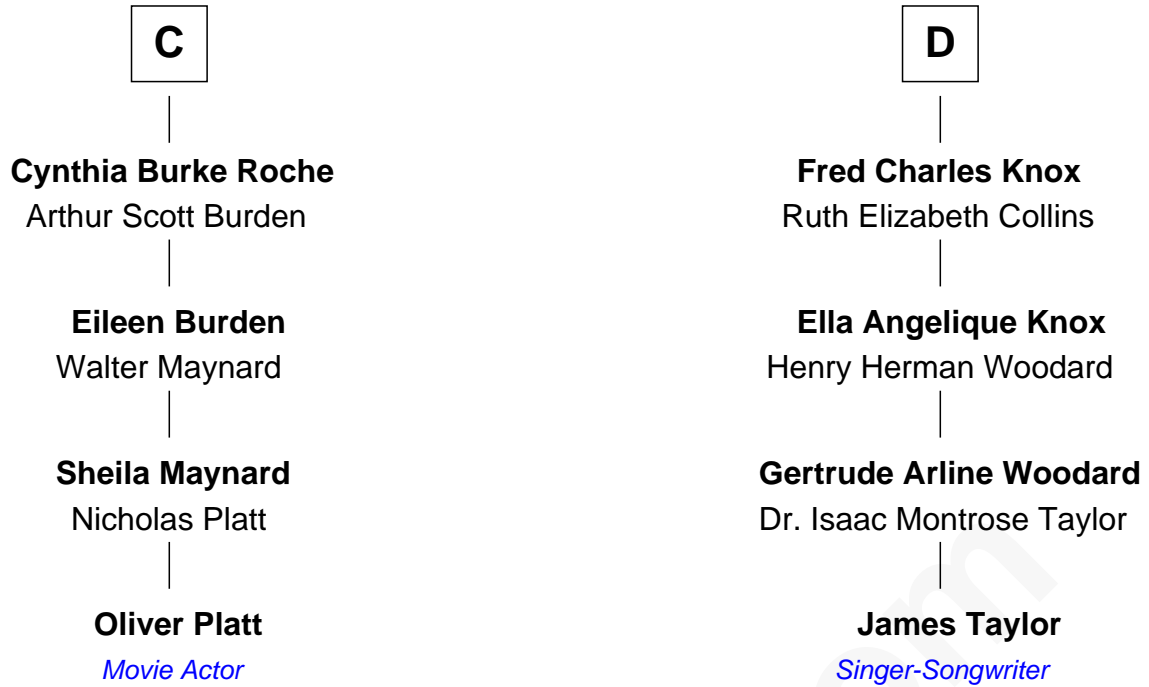 C
Cynthia Burke Roche
Arthur Scott Burden
Eileen Burden
Walter Maynard
Sheila Maynard
Nicholas Platt
Oliver Platt
Movie Actor
D
Fred Charles Knox
Ruth Elizabeth Collins
Ella Angelique Knox
Henry Herman Woodard
Gertrude Arline Woodard
Dr. Isaac Montrose Taylor
James Taylor
Singer-Songwriter